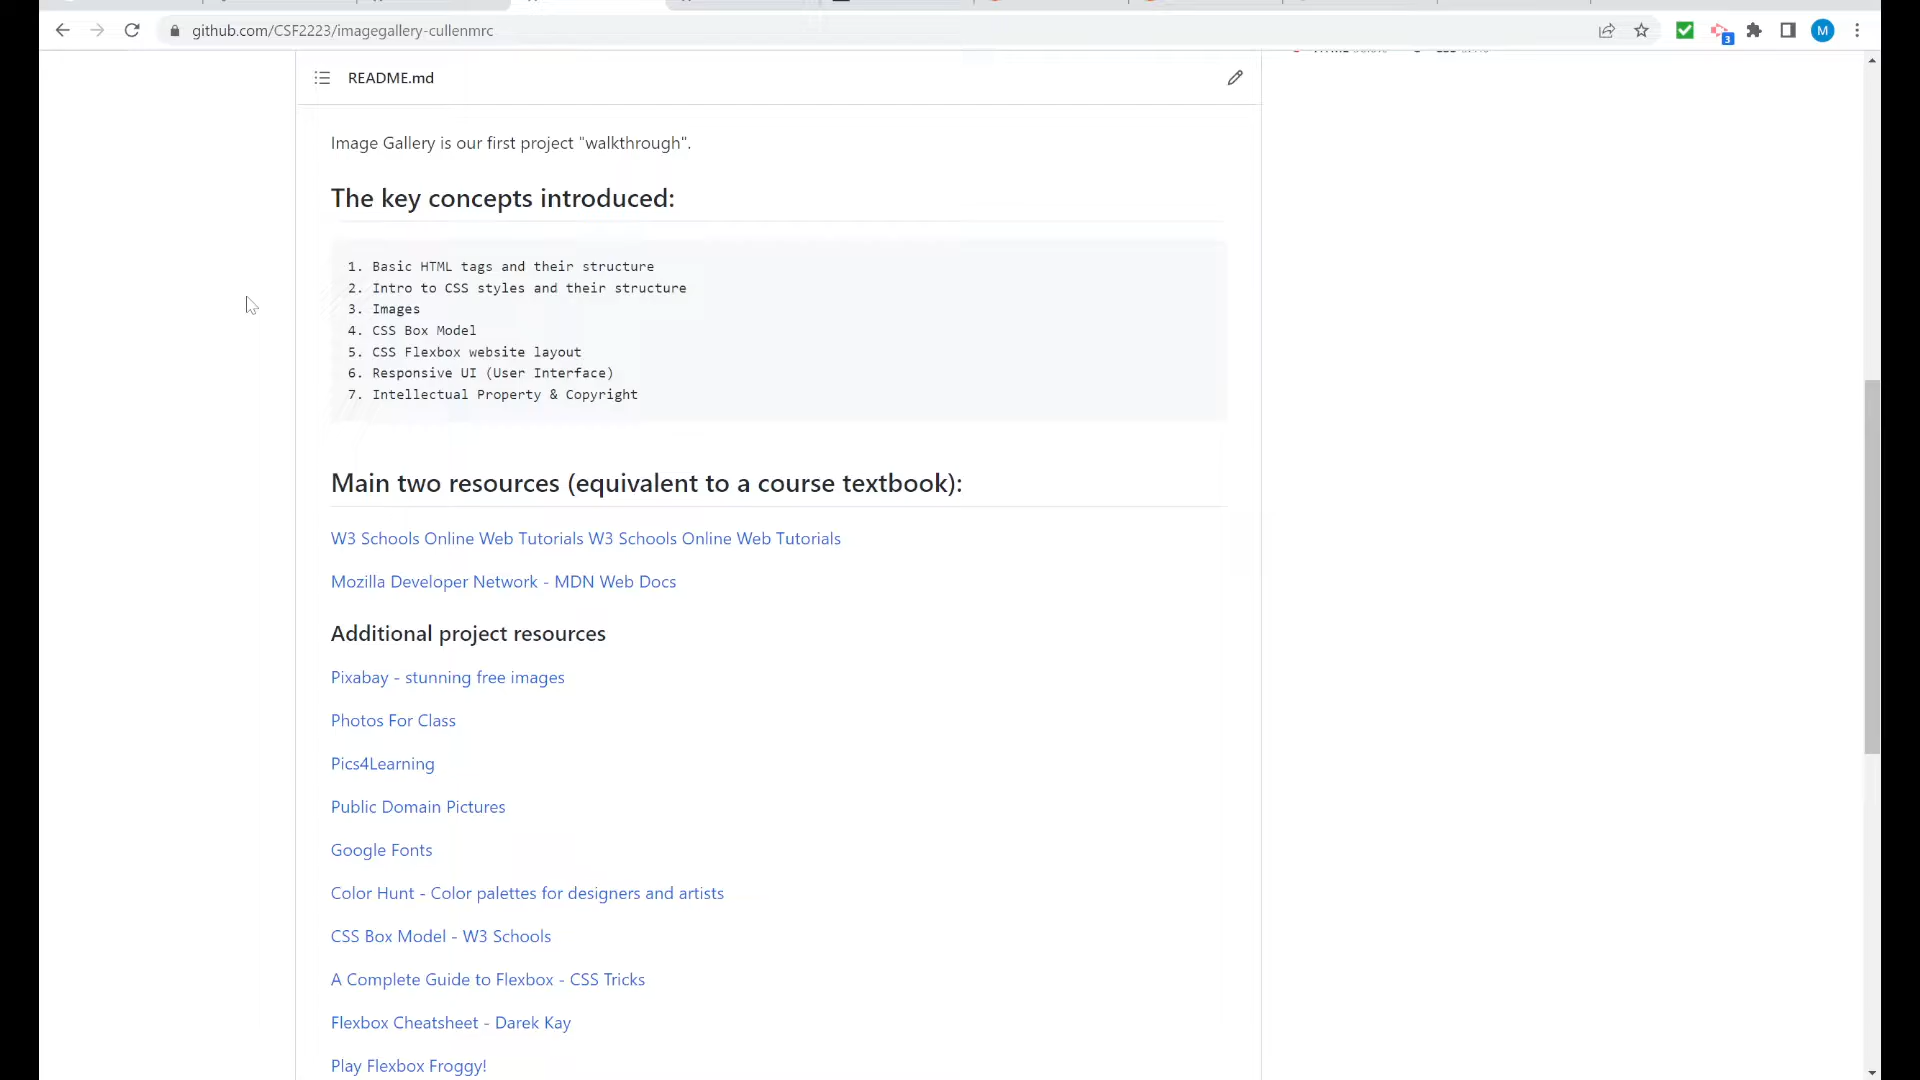 github.com/CSF2223/imagegallery-cullenmrc
3
M
README.md
Image Gallery is our first project "walkthrough".
The key concepts introduced:
1. Basic HTML tags and their structure
2. Intro to CSS styles and their structure
3. Images
4. CSS Box Model
5. CSS Flexbox website layout
6. Responsive UI (User Interface)
7. Intellectual Property & Copyright
Main two resources (equivalent to a course textbook):
W3 Schools Online Web Tutorials W3 Schools Online Web Tutorials
Mozilla Developer Network - MDN Web Docs
Additional project resources
Pixabay - stunning free images
Photos For Class
Pics4Learning
Public Domain Pictures
Google Fonts
Color Hunt - Color palettes for designers and artists
CSS Box Model - W3 Schools
A Complete Guide to Flexbox - CSS Tricks
Flexbox Cheatsheet - Darek Kay
Play Flexbox Froggy!